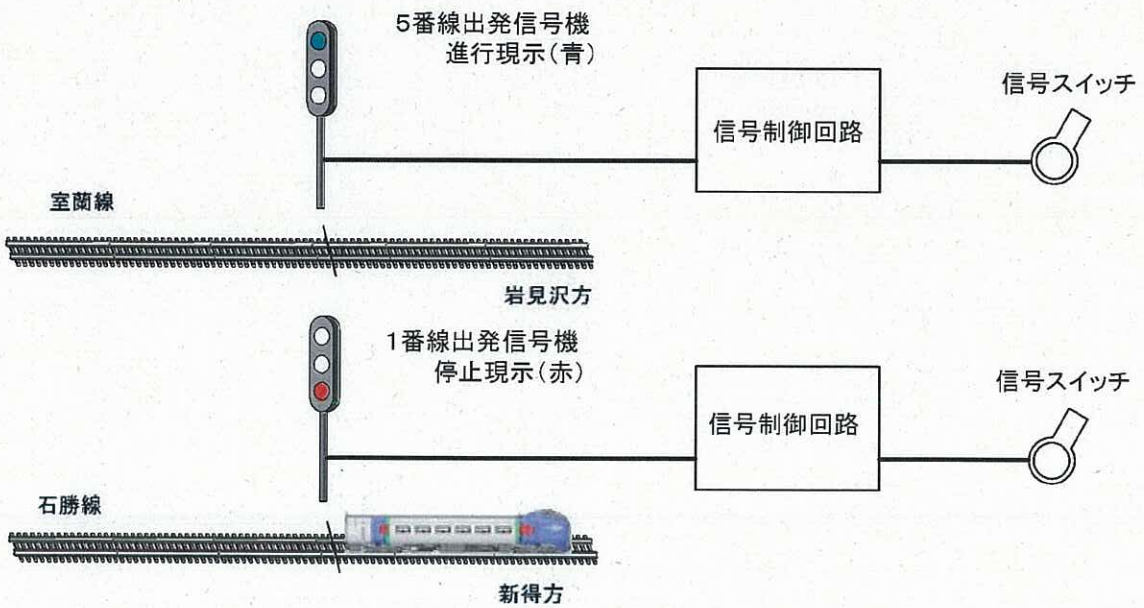 5番線出発信号機
進行現示(青)
信号制御回路
信号スイッチ
室蘭線
岩見沢方
1番線出発信号機
停止現示(赤)
信号制御回路
信号スイッチ
石勝線
新得方